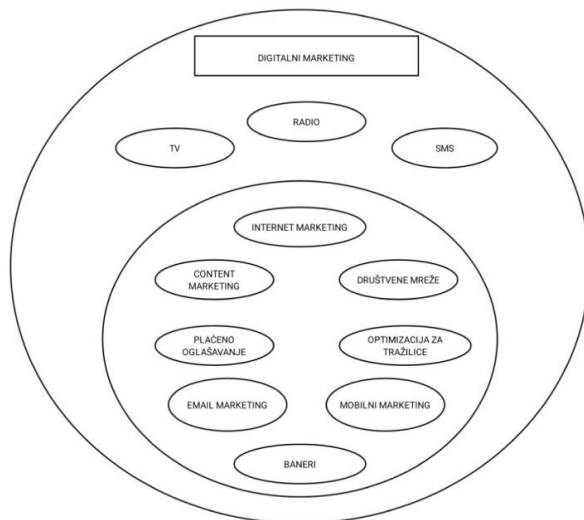 DIGITALNI MARKETING
RADIO
TV
SMS
INTERNET MARKETING
CONTENT
MARKETING
DRUŠTVENE MREŽE
PLAĆENO
OGLAŠAVANJE
OPTIMIZACIJA ZA
TRAŽILICE
EMAIL MARKETING
MOBILNI MARKETING
BANERI